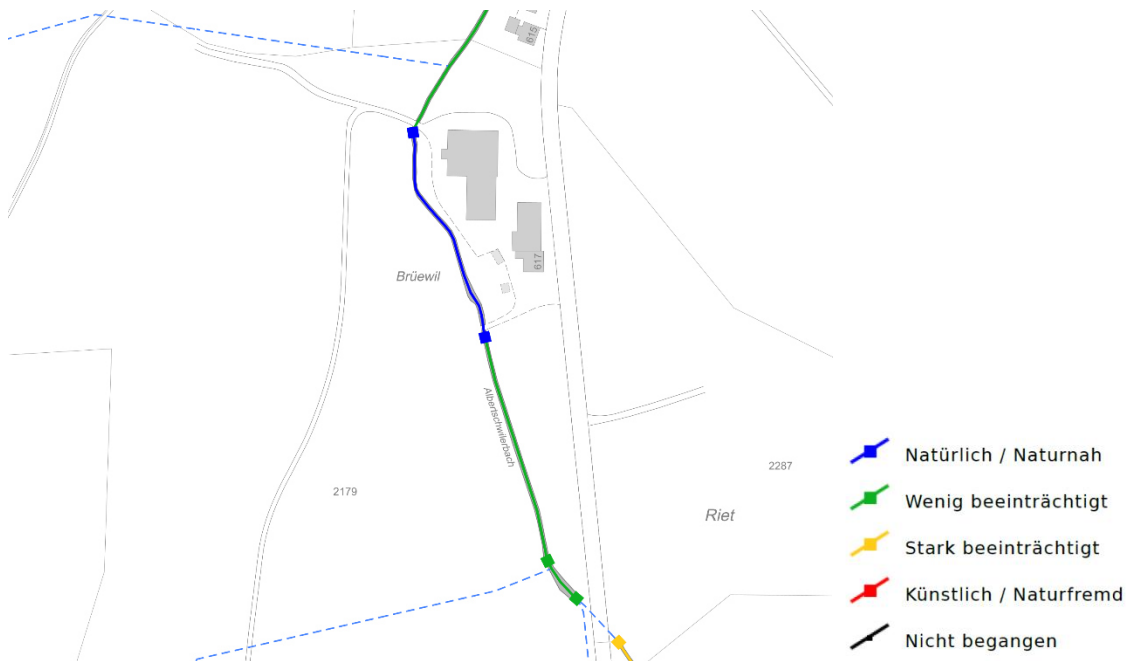 615
617
Brüewil
Albertschwilerbach
2179
2287
Riet
Natürlich / Naturnah
Wenig beeinträchtigt
Stark beeinträchtigt
Künstlich / Naturfremd
Nicht begangen